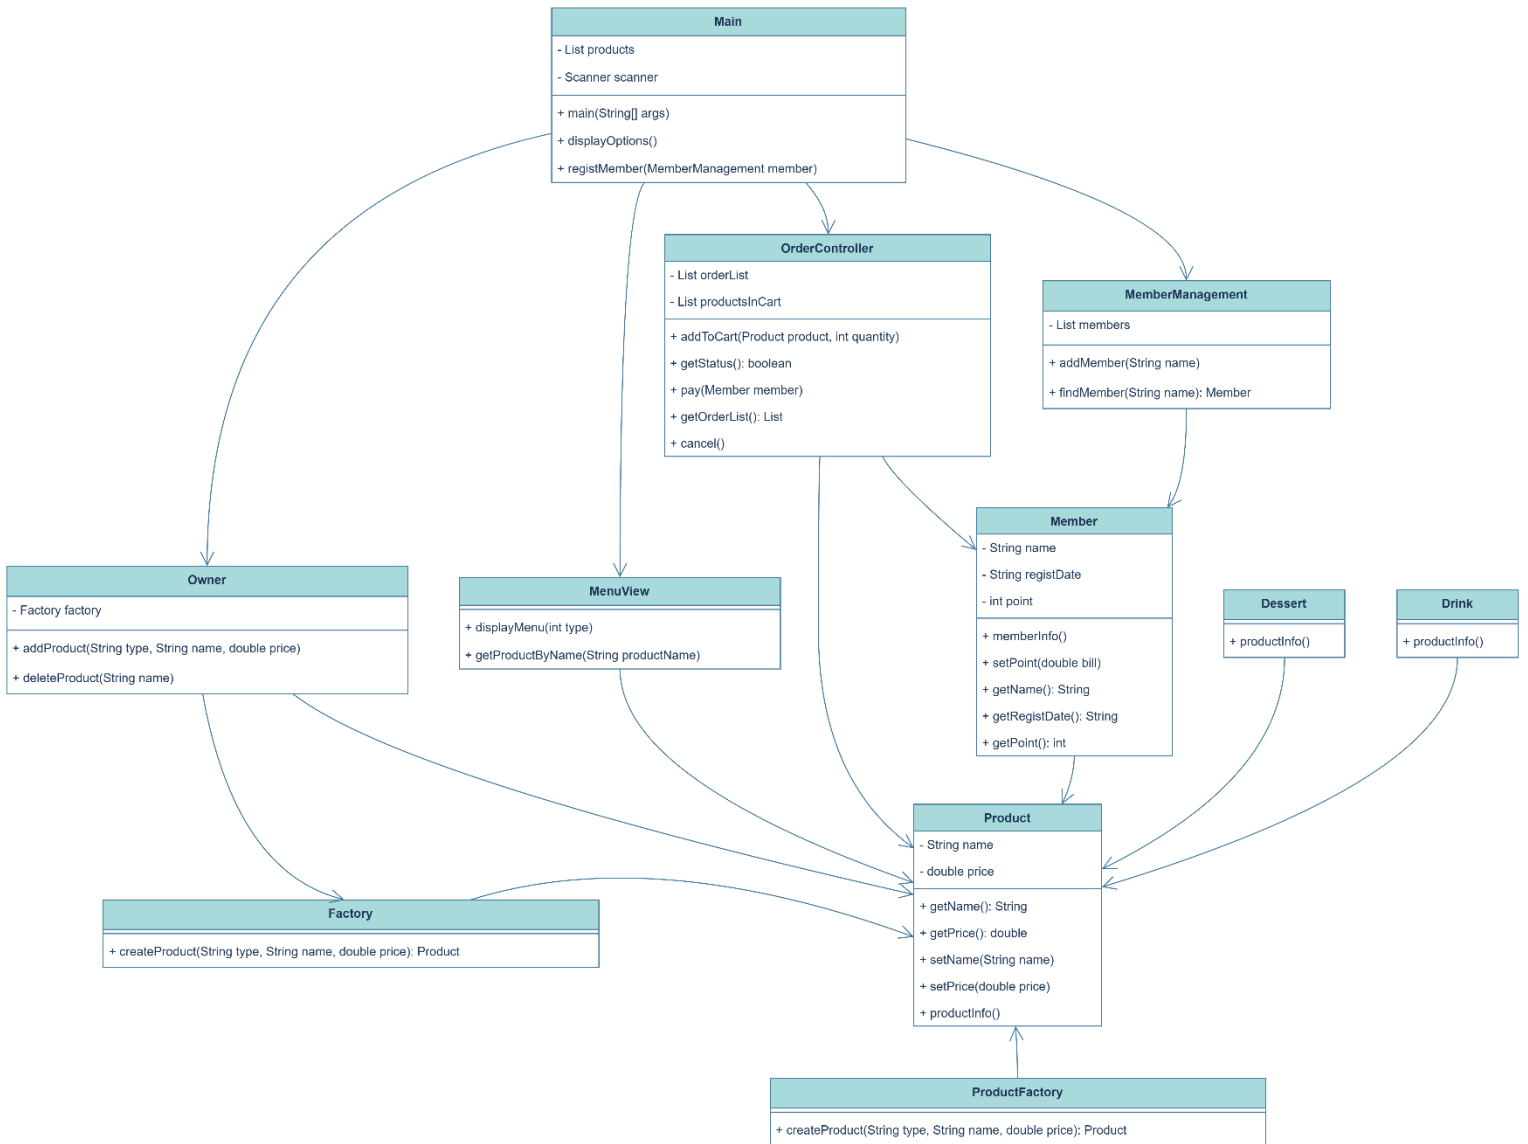 Main
- List products
- Scanner scanner
+ main(String[] args)
+ displayOptions()
+ registMember(MemberManagement member)
OrderController
- List orderList
- List productsInCart
+ addToCart(Product product, int quantity)
+ getStatus(): boolean
+ pay(Member member)
+ getOrderList(): List
+ cancel()
MemberManagement
- List members
+ addMember(String name)
+ findMember(String name): Member
Member
- String name
- String registDate
- int point
+ memberInfo()
+ setPoint(double bill)
+ getName(): String
+ getRegistDate(): String
+ getPoint(): int
Owner
- Factory factory
+ addProduct(String type, String name, double price)
+ deleteProduct(String name)
MenuView
+ displayMenu(int type)
+ getProductByName(String productName)
Dessert
+ productInfo()
Drink
+ productInfo()
Product
- String name
- double price
+ getName(): String
+ getPrice(): double
+ setName(String name)
+ setPrice(double price)
+ productInfo()
Factory
+ createProduct(String type, String name, double price): Product
ProductFactory
+ createProduct(String type, String name, double price): Product